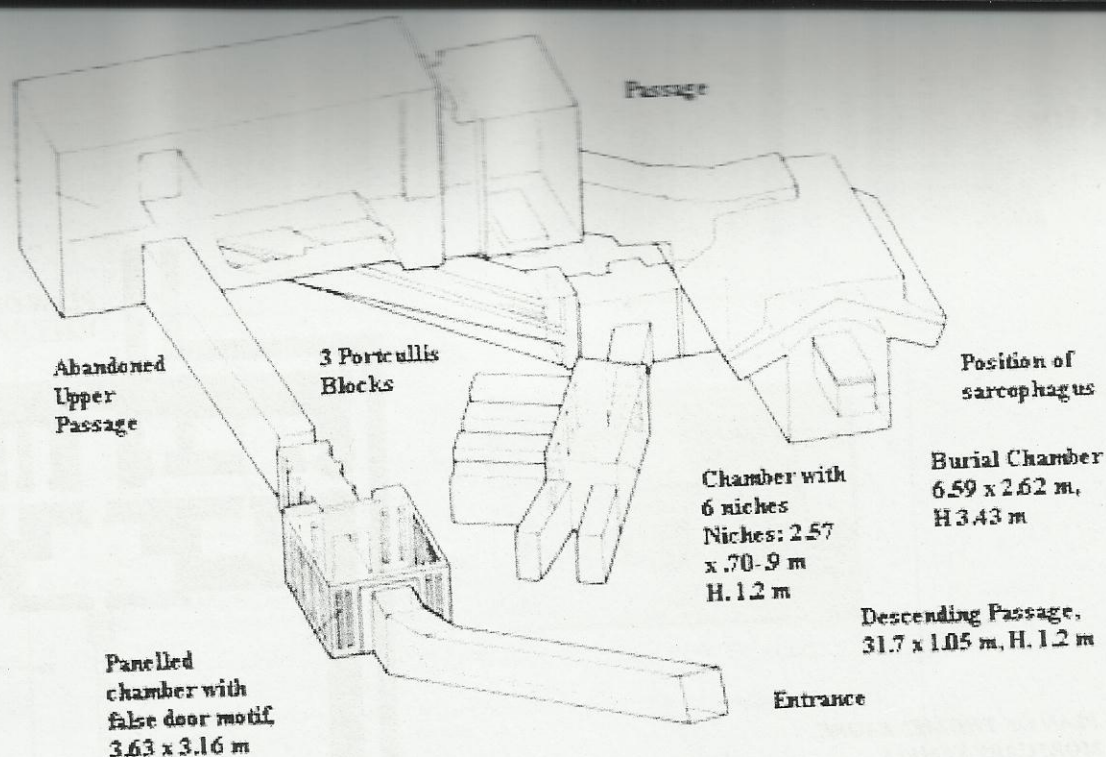 Passage
Abandoned
Upper
Passage
3 Portcullis
Blocks
Position of
sarcophagus
Chamber with
6 niches
Niches: 2.57
x .70-.9 m
H. 1.2 m
Burial Chamber
6.59 x 2.62 m,
H 3.43 m
Descending Passage,
31.7 x 1.05 m, H. 1.2 m
Entrance
Panelled
chamber with
false door motif,
3.63 x 3.16 m